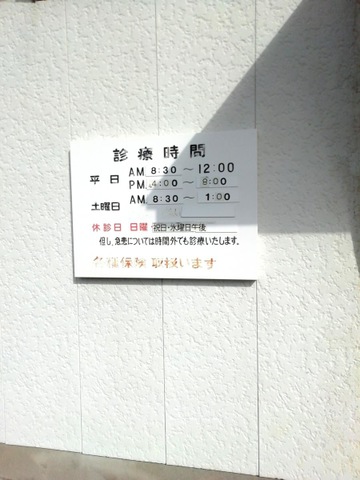 診療時間
平日 AM 8:30～12:00
PM 4:00～8:00
土曜日 AM 8:30～1:00
休診日 日曜・祝日・水曜日午後
但し、急患については時間外でも診療いたします。
各種保険取扱います